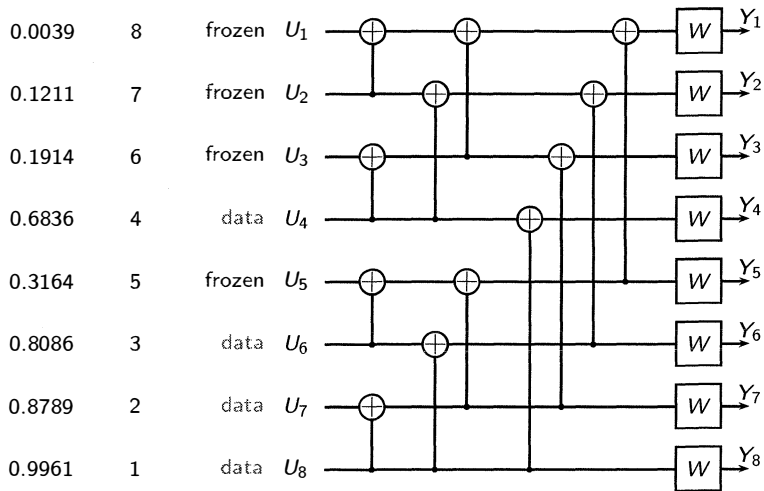 0.0039 8 frozen U1 W Y1
0.1211 7 frozen U2 W Y2
0.1914 6 frozen U3 W Y3
0.6836 4 data U4 W Y4
0.3164 5 frozen U5 W Y5
0.8086 3 data U6 W Y6
0.8789 2 data U7 W Y7
0.9961 1 data U8 W Y8